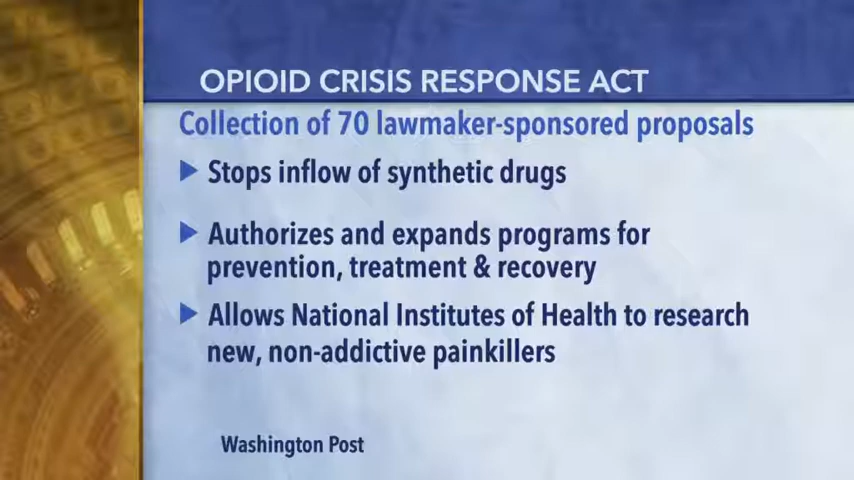 OPIOID CRISIS RESPONSE ACT
Collection of 70 lawmaker-sponsored proposals
Stops inflow of synthetic drugs
Authorizes and expands programs for
prevention, treatment & recovery
Allows National Institutes of Health to research
new, non-addictive painkillers
Washington Post